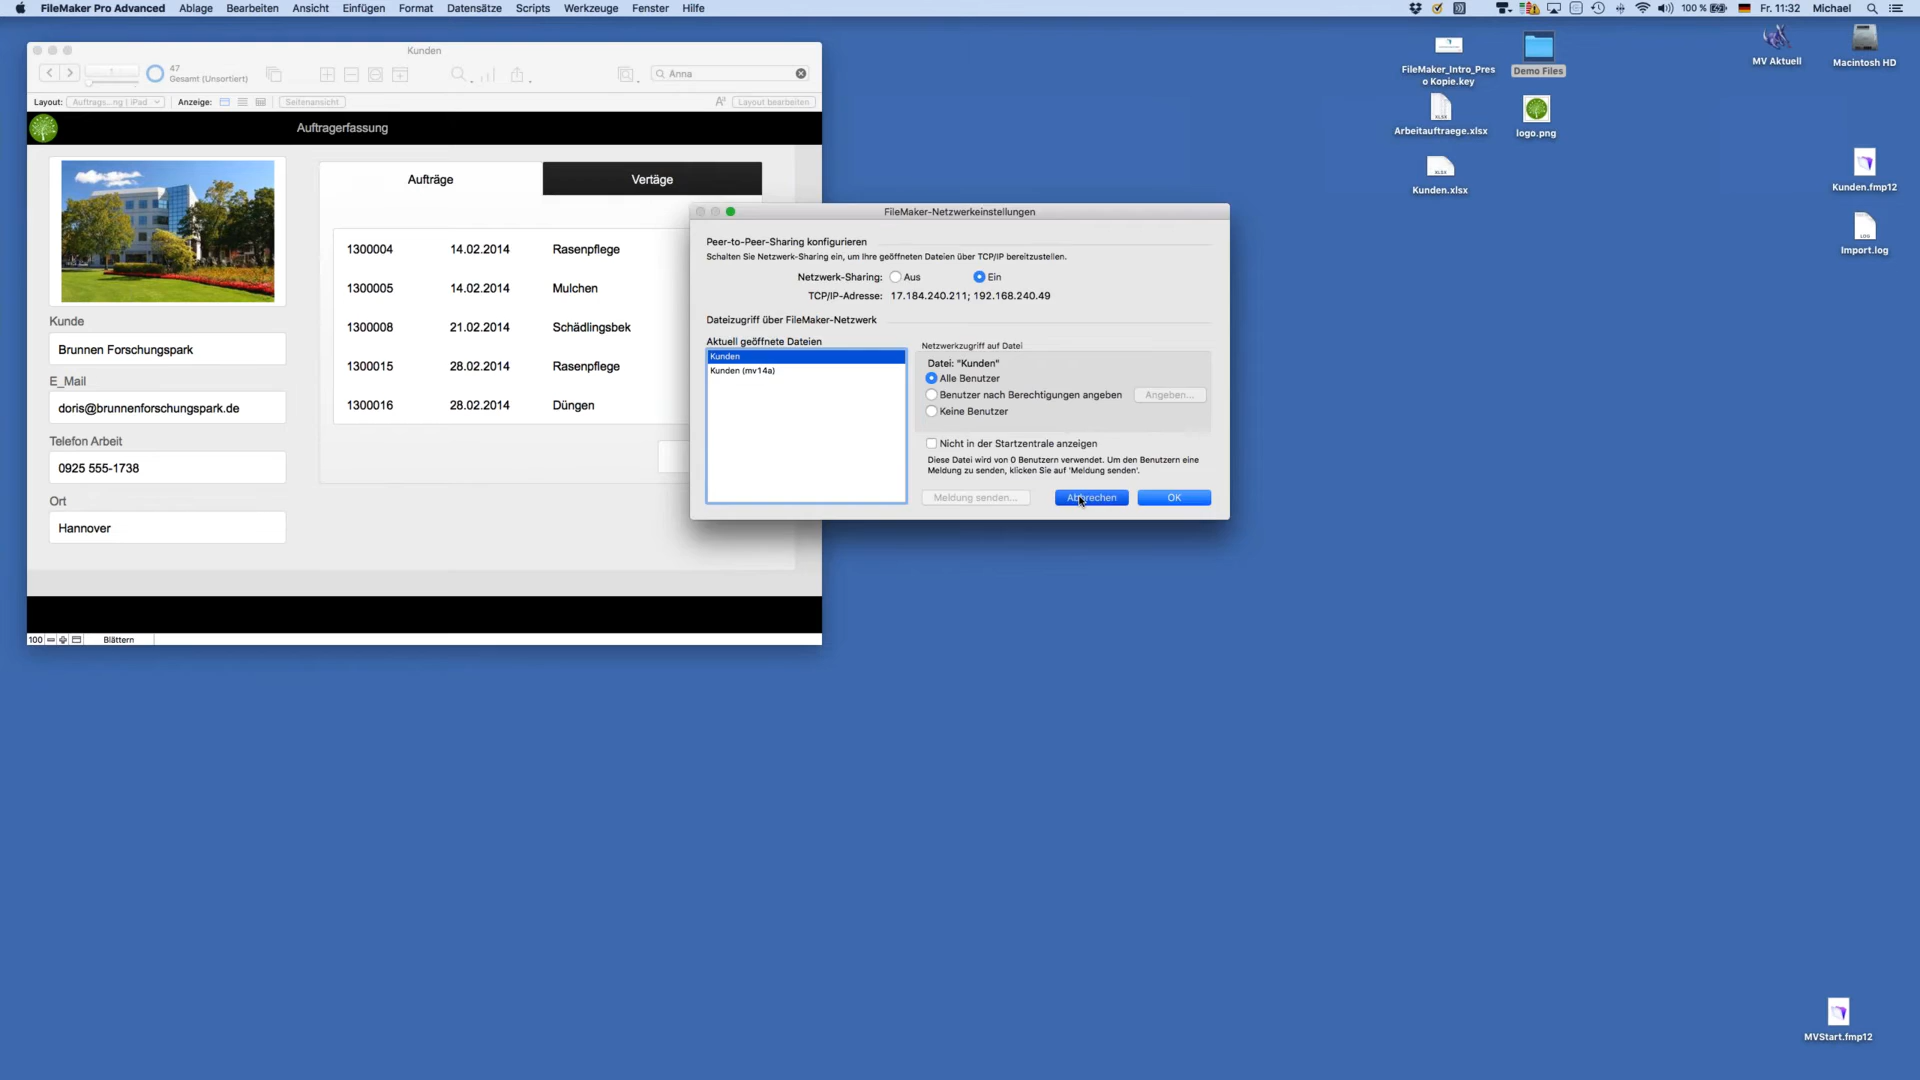 FileMaker Pro Advanced Ablage Bearbeiten Ansicht Einfügen Format Datensätze Scripts Werkzeuge Fenster Hilfe
100 % Fr. 11:32 Michael
Kunden
1
47
Gesamt (Unsortiert)
Anna
Layout: Auftrags...ng | iPad Anzeige: Seitenansicht Layout bearbeiten
Auftragerfassung
Aufträge Vertäge
1300004 14.02.2014 Rasenpflege
1300005 14.02.2014 Mulchen
1300008 21.02.2014 Schädlingsbek
1300015 28.02.2014 Rasenpflege
1300016 28.02.2014 Düngen
Kunde
Brunnen Forschungspark
E_Mail
doris@brunnenforschungspark.de
Telefon Arbeit
0925 555-1738
Ort
Hannover
100 Blättern
FileMaker-Netzwerkeinstellungen
Peer-to-Peer-Sharing konfigurieren
Schalten Sie Netzwerk-Sharing ein, um Ihre geöffneten Dateien über TCP/IP bereitzustellen.
Netzwerk-Sharing: Aus Ein
TCP/IP-Adresse: 17.184.240.211; 192.168.240.49
Dateizugriff über FileMaker-Netzwerk
Aktuell geöffnete Dateien
Kunden
Kunden (mv14a)
Netzwerkzugriff auf Datei
Datei: "Kunden"
Alle Benutzer
Benutzer nach Berechtigungen angeben Angeben...
Keine Benutzer
Nicht in der Startzentrale anzeigen
Diese Datei wird von 0 Benutzern verwendet. Um den Benutzern eine
Meldung zu senden, klicken Sie auf 'Meldung senden'.
Meldung senden... Abbrechen OK
FileMaker_Intro_Pres
o Kopie.key
Demo Files
MV Aktuell
Macintosh HD
XLSX
Arbeitauftraege.xlsx
logo.png
XLSX
Kunden.xlsx
Kunden.fmp12
LOG
Import.log
MVStart.fmp12